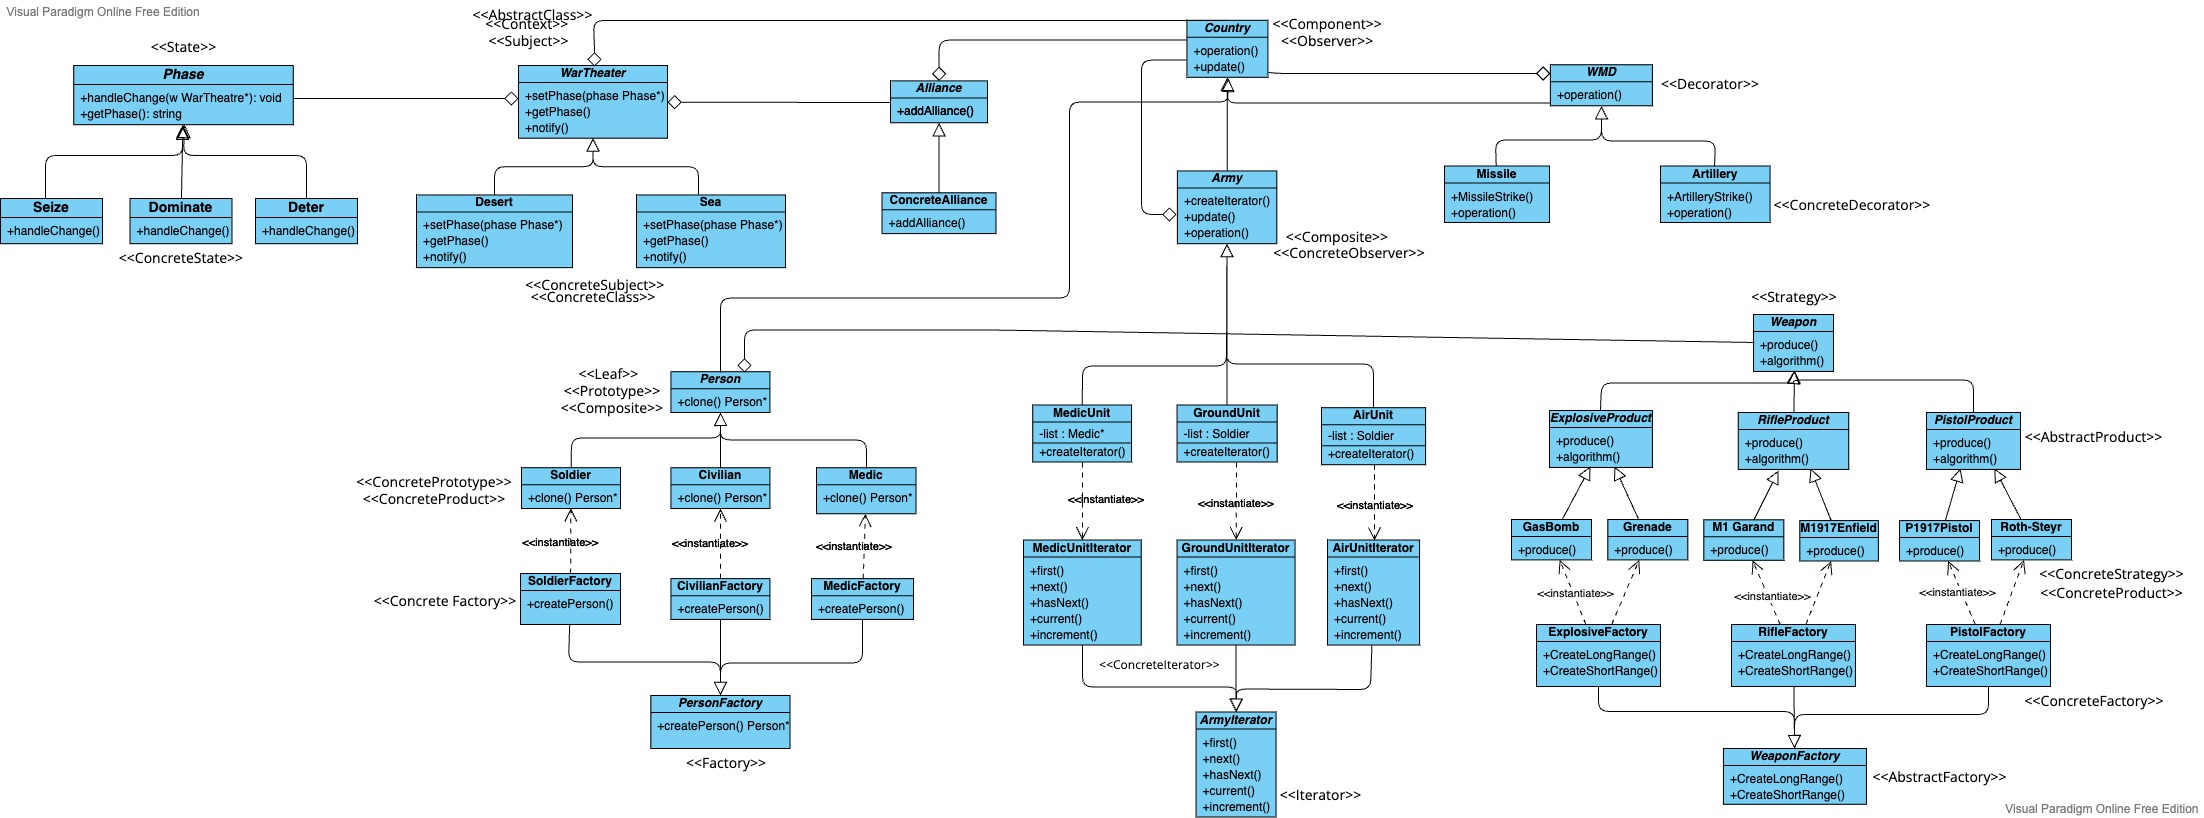 Visual Paradigm Online Free Edition
<<State>>
Phase
+handleChange(w WarTheatre*): void
+getPhase(): string
Seize
+handleChange()
Dominate
+handleChange()
Deter
+handleChange()
<<ConcreteState>>
<<AbstractClass>>
<<Context>>
<<Subject>>
WarTheater
+setPhase(phase Phase*)
+getPhase()
+notify()
Desert
+setPhase(phase Phase*)
+getPhase()
+notify()
Sea
+setPhase(phase Phase*)
+getPhase()
+notify()
<<ConcreteSubject>>
<<ConcreteClass>>
Alliance
+addAlliance()
ConcreteAlliance
+addAlliance()
Country
+operation()
+update()
<<Component>>
<<Observer>>
WMD
+operation()
<<Decorator>>
Missile
+MissileStrike()
+operation()
Artillery
+ArtilleryStrike()
+operation()
<<ConcreteDecorator>>
Army
+createIterator()
+update()
+operation()
<<Composite>>
<<ConcreteObserver>>
<<Leaf>>
<<Prototype>>
<<Composite>>
Person
+clone() Person*
<<ConcretePrototype>>
<<ConcreteProduct>>
Soldier
+clone() Person*
Civilian
+clone() Person*
Medic
+clone() Person*
<<instantiate>>
<<instantiate>>
<<instantiate>>
<<Concrete Factory>>
SoldierFactory
+createPerson()
CivilianFactory
+createPerson()
MedicFactory
+createPerson()
PersonFactory
+createPerson() Person*
<<Factory>>
MedicUnit
-list : Medic*
+createIterator()
GroundUnit
-list : Soldier
+createIterator()
AirUnit
-list : Soldier
+createIterator()
<<instantiate>>
<<instantiate>>
<<instantiate>>
MedicUnitIterator
+first()
+next()
+hasNext()
+current()
+increment()
GroundUnitIterator
+first()
+next()
+hasNext()
+current()
+increment()
AirUnitIterator
+first()
+next()
+hasNext()
+current()
+increment()
<<ConcreteIterator>>
ArmyIterator
+first()
+next()
+hasNext()
+current()
+increment()
<<Iterator>>
<<Strategy>>
Weapon
+produce()
+algorithm()
ExplosiveProduct
+produce()
+algorithm()
RifleProduct
+produce()
+algorithm()
PistolProduct
+produce()
+algorithm()
<<AbstractProduct>>
GasBomb
+produce()
Grenade
+produce()
M1 Garand
+produce()
M1917Enfield
+produce()
P1917Pistol
+produce()
Roth-Steyr
+produce()
<<ConcreteStrategy>>
<<ConcreteProduct>>
<<instantiate>>
<<instantiate>>
<<instantiate>>
ExplosiveFactory
+CreateLongRange()
+CreateShortRange()
RifleFactory
+CreateLongRange()
+CreateShortRange()
PistolFactory
+CreateLongRange()
+CreateShortRange()
<<ConcreteFactory>>
WeaponFactory
+CreateLongRange()
+CreateShortRange()
<<AbstractFactory>>
Visual Paradigm Online Free Edition